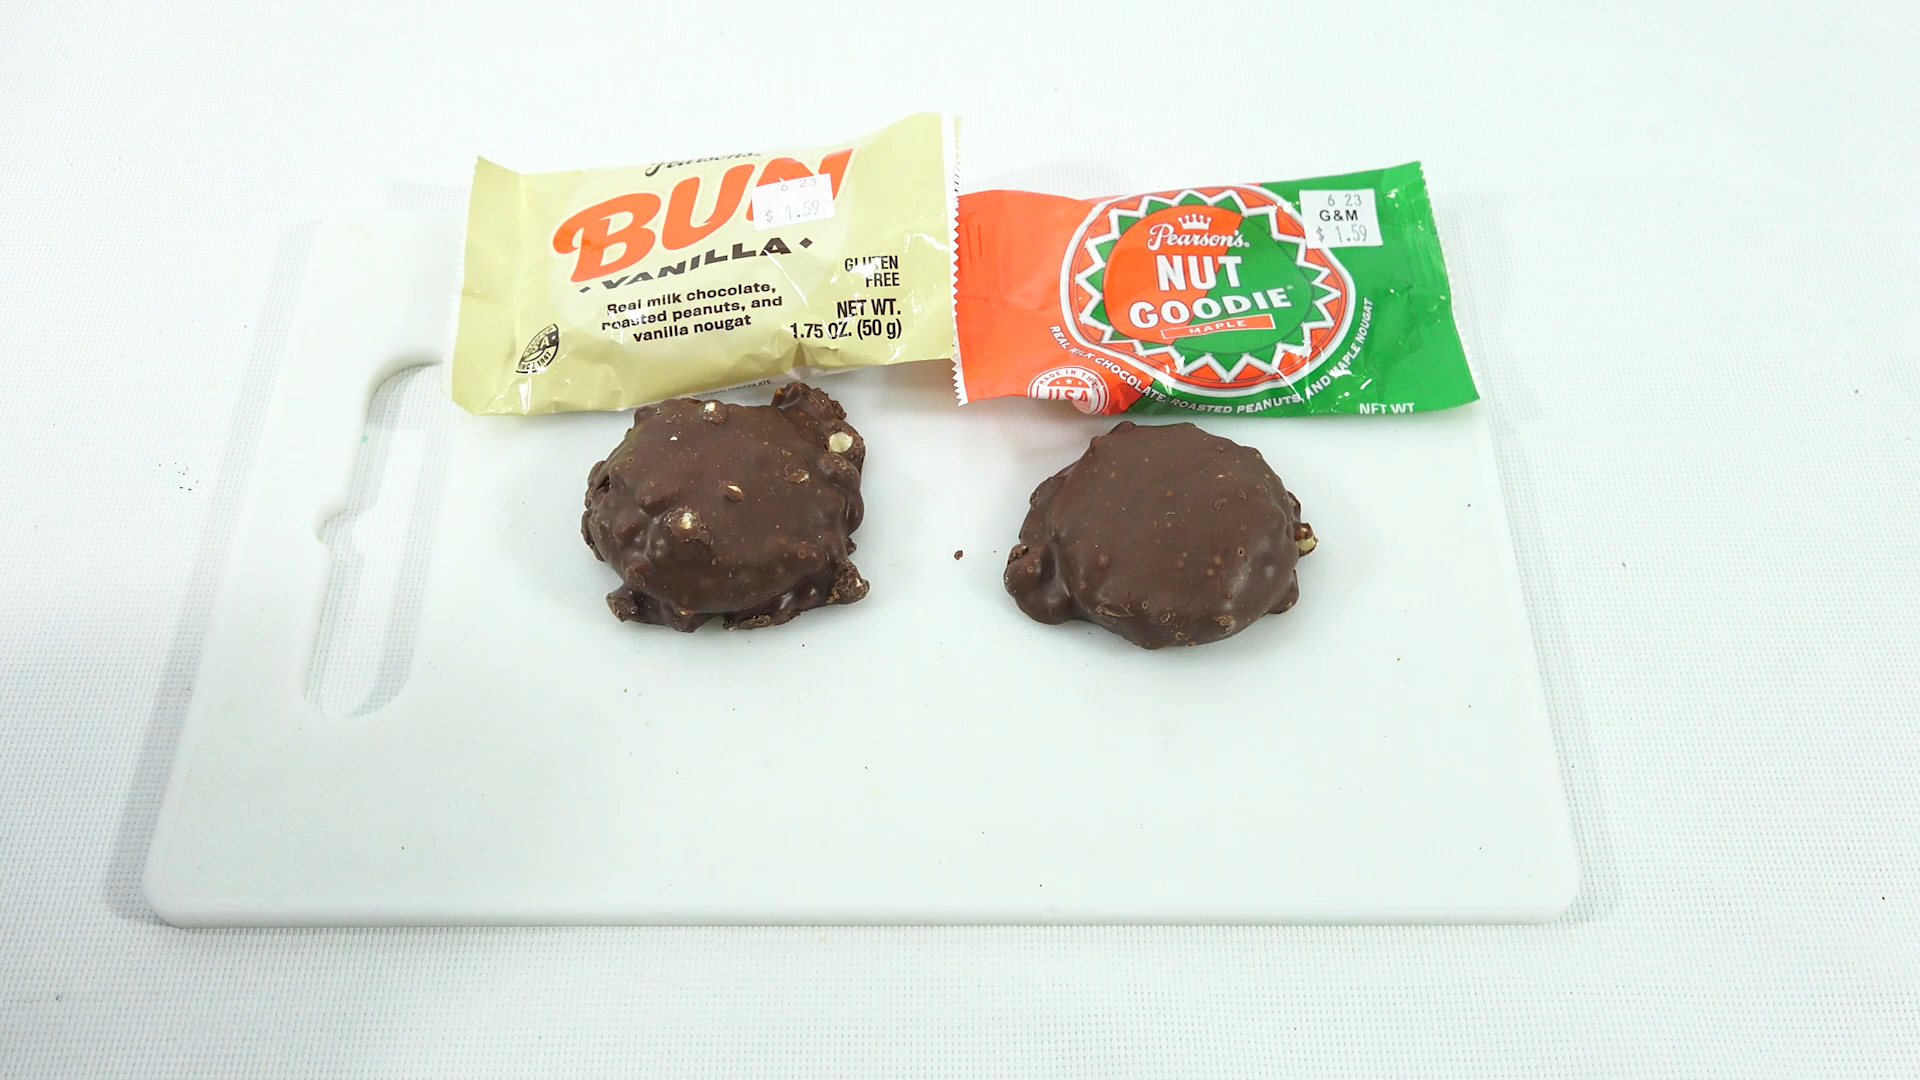 Pearson's
BUN
6 23
$ 1.59
VANILLA
GLUTEN
FREE
Real milk chocolate,
roasted peanuts, and
vanilla nougat
NET WT.
1.75 OZ. (50 g)
Pearson's
NUT
GOODIE
MAPLE
REAL MILK CHOCOLATE, ROASTED PEANUTS, AND MAPLE NOUGAT
MADE IN THE
USA
NET WT
6 23
G&M
$ 1.59